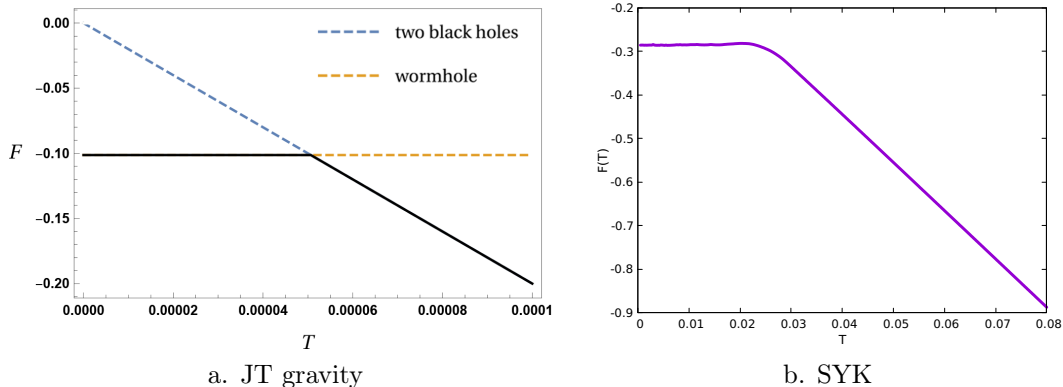 0.00
-0.05
F
-0.10
-0.15
-0.20
two black holes
wormhole
0.0000 0.00002 0.00004 0.00006 0.00008 0.0001
T
a. JT gravity
-0.2
-0.3
-0.4
-0.5
F(T)
-0.6
-0.7
-0.8
-0.9
0 0.01 0.02 0.03 0.04 0.05 0.06 0.07 0.08
T
b. SYK